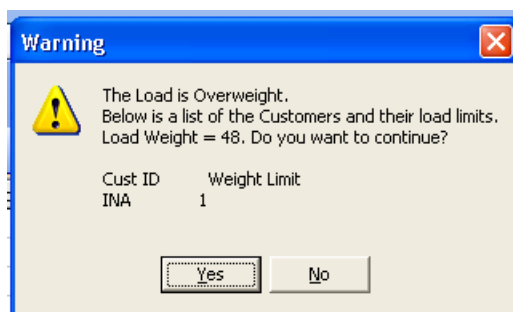 Warning
The Load is Overweight.
Below is a list of the Customers and their load limits.
Load Weight = 48. Do you want to continue?
Cust ID Weight Limit
INA 1
Yes No